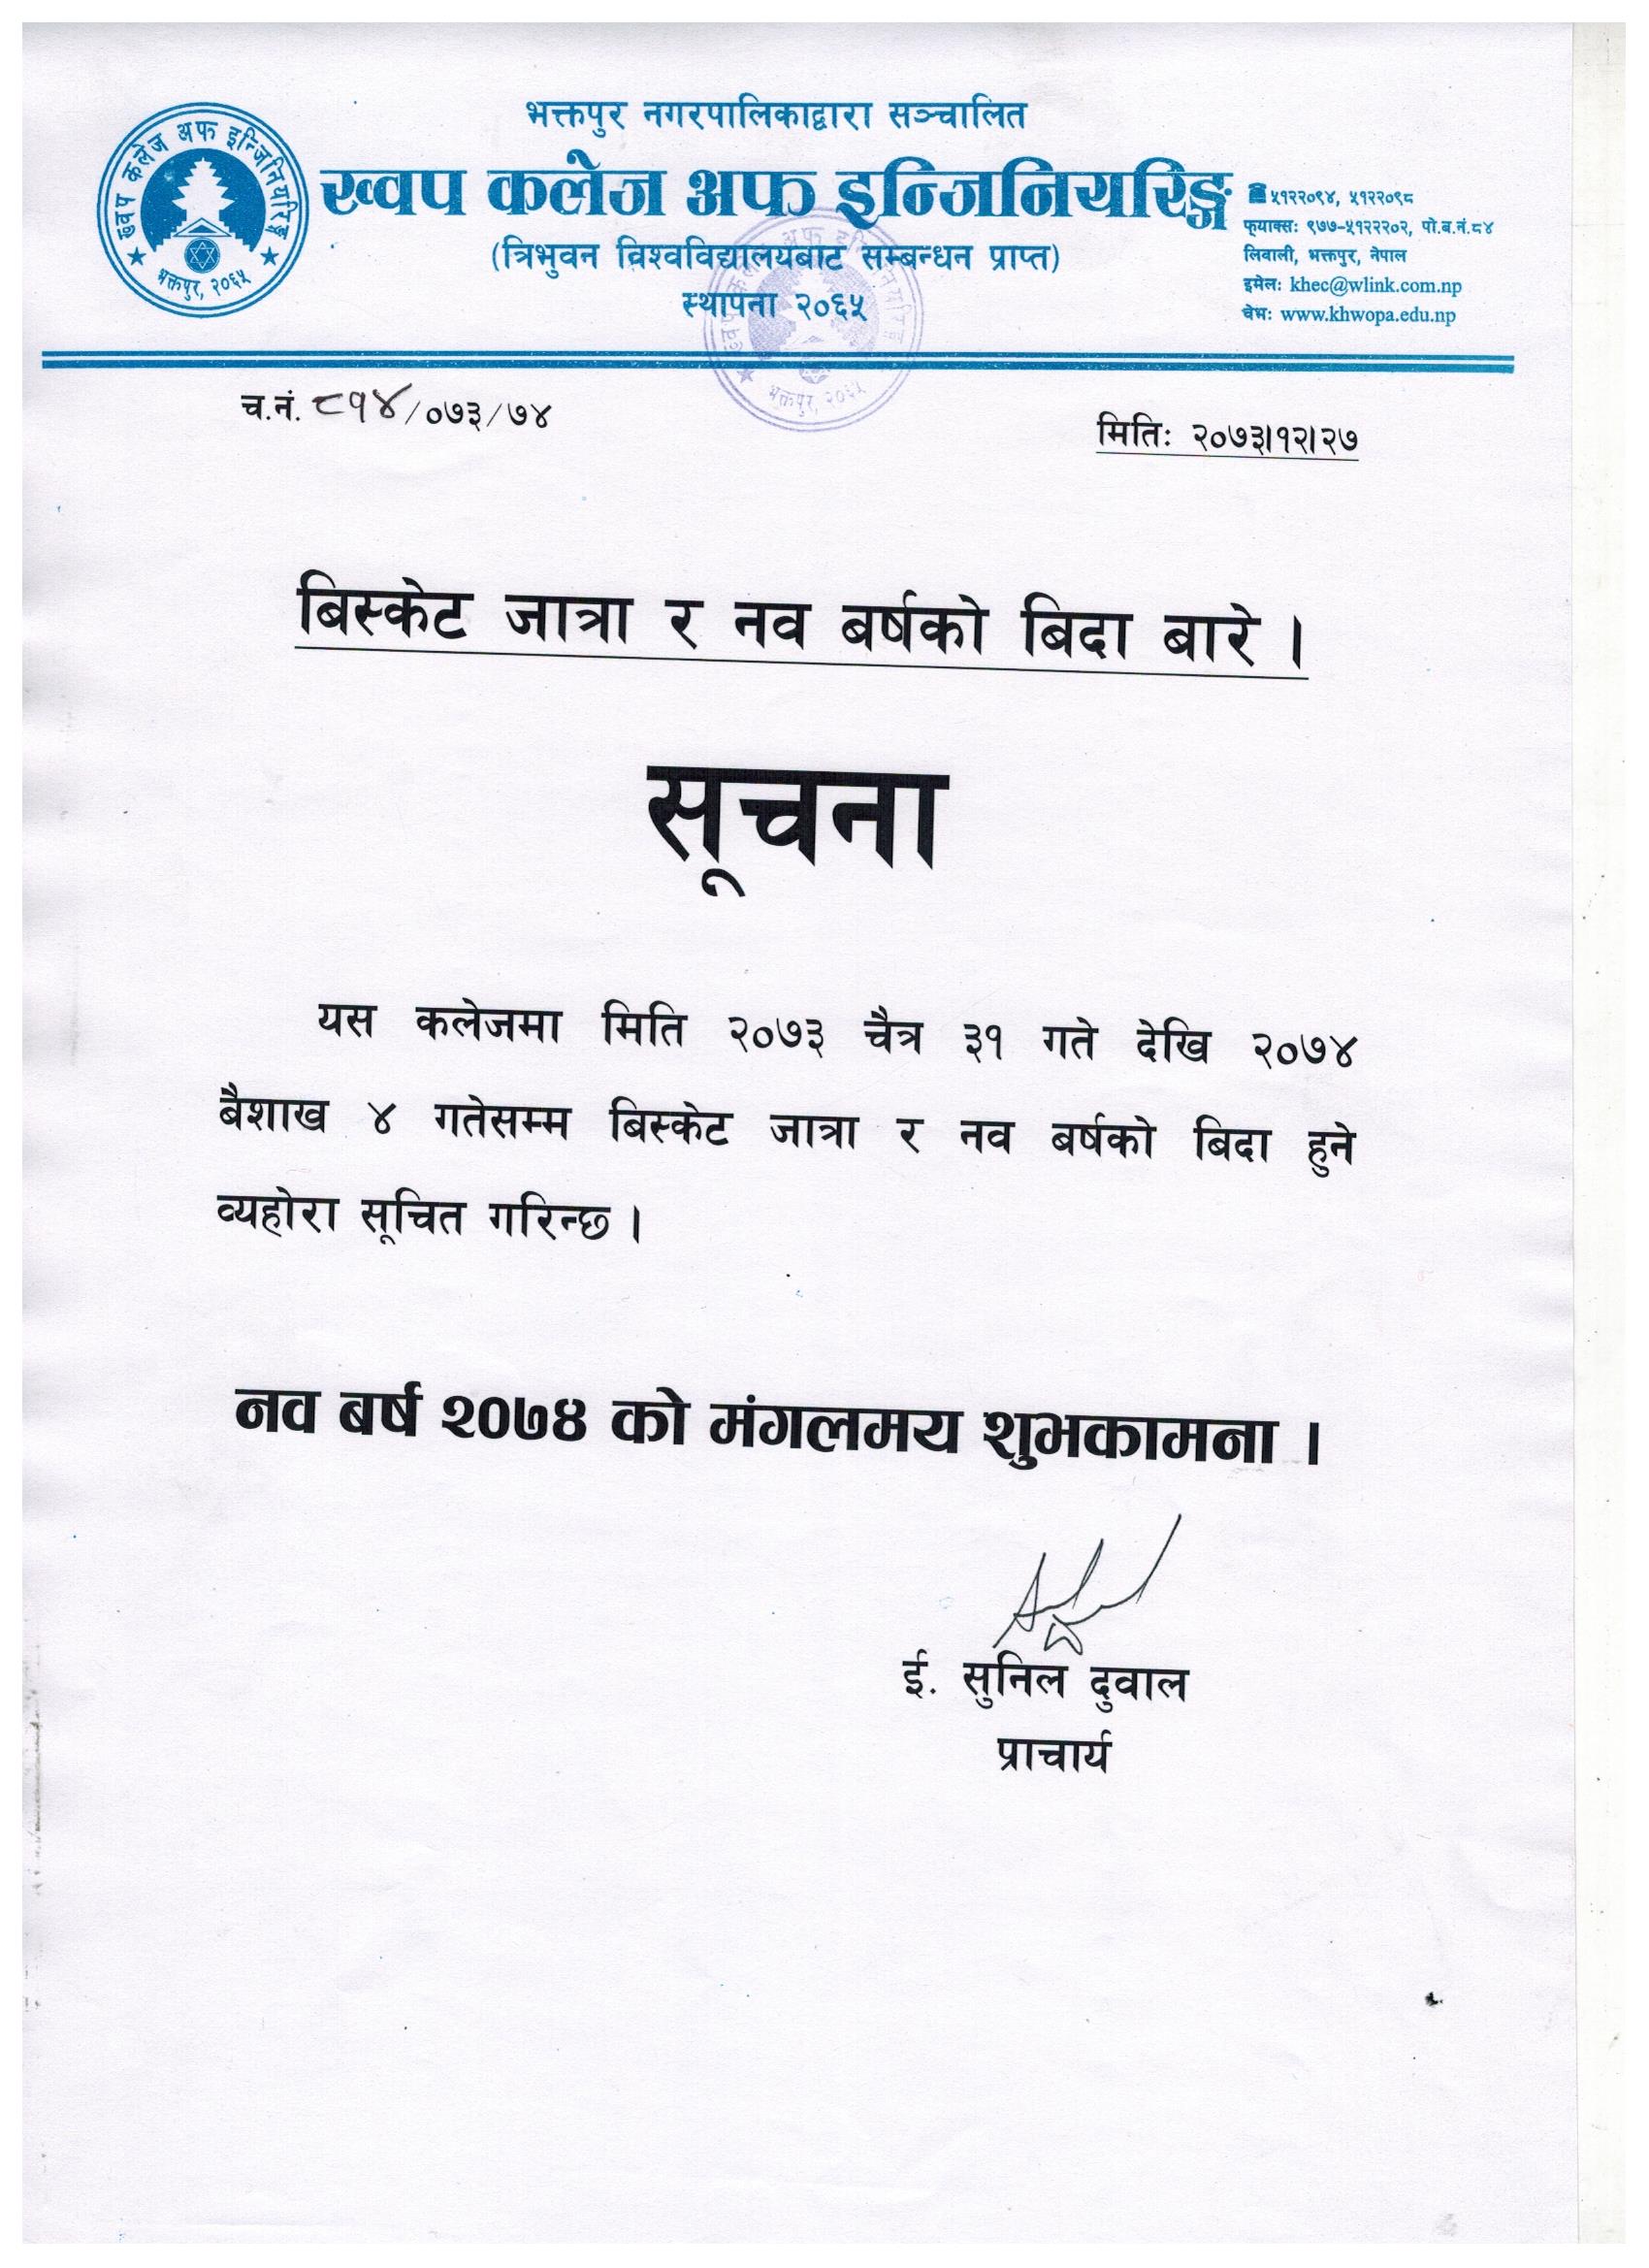 भक्तपुर नगरपालिकाद्वारा सञ्चालित
ख्वप कलेज अफ इन्जिनियरिङ्ग
(त्रिभुवन विश्वविद्यालयबाट सम्बन्धन प्राप्त)
स्थापना २०६५
ख्वप कलेज अफ इन्जिनियरिङ्ग
भक्तपुर, २०६५
☎ ५१२२०९४, ५१२२०९८
फ्याक्सः ९७७-५१२२२०२, पो.ब.नं.८४
लिवाली, भक्तपुर, नेपाल
इमेलः khec@wlink.com.np
वेभः www.khwopa.edu.np
भक्तपुर, २०६५
च.नं. ८१४/०७३/७४
मितिः २०७३।१२।२७
बिस्केट जात्रा र नव बर्षको बिदा बारे ।
सूचना
यस कलेजमा मिति २०७३ चैत्र ३१ गते देखि २०७४
बैशाख ४ गतेसम्म बिस्केट जात्रा र नव बर्षको बिदा हुने
व्यहोरा सूचित गरिन्छ ।
नव बर्ष २०७४ को मंगलमय शुभकामना ।
ई. सुनिल दुवाल
प्राचार्य